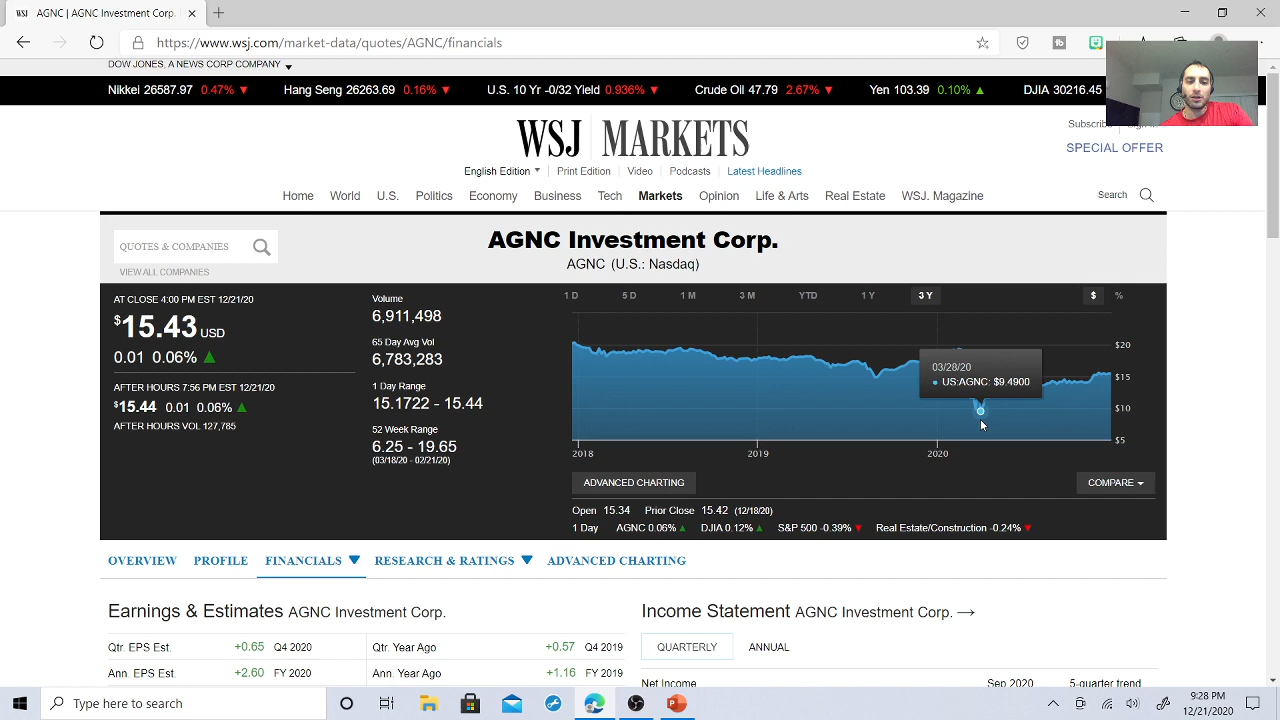 AGNC | AGNC Investment Corp.
https://www.wsj.com/market-data/quotes/AGNC/financials
DOW JONES, A NEWS CORP COMPANY
Nikkei 26587.97 0.47% ▼ Hang Seng 26263.69 0.16% ▼ U.S. 10 Yr -0/32 Yield 0.936% ▼ Crude Oil 47.79 2.67% ▼ Yen 103.39 0.10% ▲ DJIA 30216.45
WSJ MARKETS
Subscribe
SPECIAL OFFER
English Edition ▼ Print Edition Video Podcasts Latest Headlines
Home World U.S. Politics Economy Business Tech Markets Opinion Life & Arts Real Estate WSJ. Magazine Search
QUOTES & COMPANIES
VIEW ALL COMPANIES
AGNC Investment Corp.
AGNC (U.S.: Nasdaq)
AT CLOSE 4:00 PM EST 12/21/20
$15.43 USD
0.01 0.06% ▲
AFTER HOURS 7:56 PM EST 12/21/20
$15.44 0.01 0.06% ▲
AFTER HOURS VOL 127,785
Volume
6,911,498
65 Day Avg Vol
6,783,283
1 Day Range
15.1722 - 15.44
52 Week Range
6.25 - 19.65
(03/18/20 - 02/21/20)
1 D 5 D 1 M 3 M YTD 1 Y 3 Y $ %
$20
$15
$10
$5
03/28/20
US:AGNC: $9.4900
2018 2019 2020
ADVANCED CHARTING COMPARE
Open 15.34 Prior Close 15.42 (12/18/20)
1 Day AGNC 0.06% ▲ DJIA 0.12% ▲ S&P 500 -0.39% ▼ Real Estate/Construction -0.24% ▼
OVERVIEW PROFILE FINANCIALS ▼ RESEARCH & RATINGS ▼ ADVANCED CHARTING
Earnings & Estimates AGNC Investment Corp.
Qtr. EPS Est. +0.65 Q4 2020 Qtr. Year Ago +0.57 Q4 2019
Ann. EPS Est. +2.60 FY 2020 Ann. Year Ago +1.16 FY 2019
Income Statement AGNC Investment Corp. →
QUARTERLY ANNUAL
Net Income Sep 2020 5-quarter trend
Type here to search
9:28 PM
12/21/2020